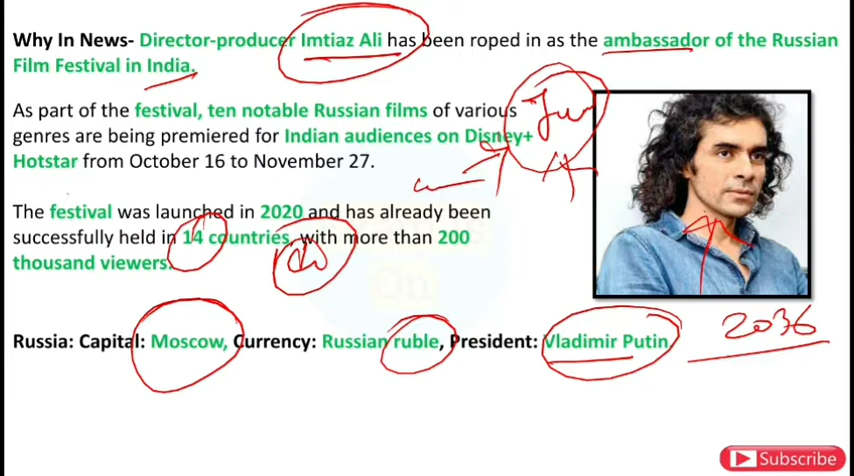 Why In News- Director-producer Imtiaz Ali has been roped in as the ambassador of the Russian
Film Festival in India.
As part of the festival, ten notable Russian films of various
genres are being premiered for Indian audiences on Disney+
Hotstar from October 16 to November 27.
The festival was launched in 2020 and has already been
successfully held in 14 countries, with more than 200
thousand viewers.
Russia: Capital: Moscow, Currency: Russian ruble, President: Vladimir Putin
2036
Subscribe